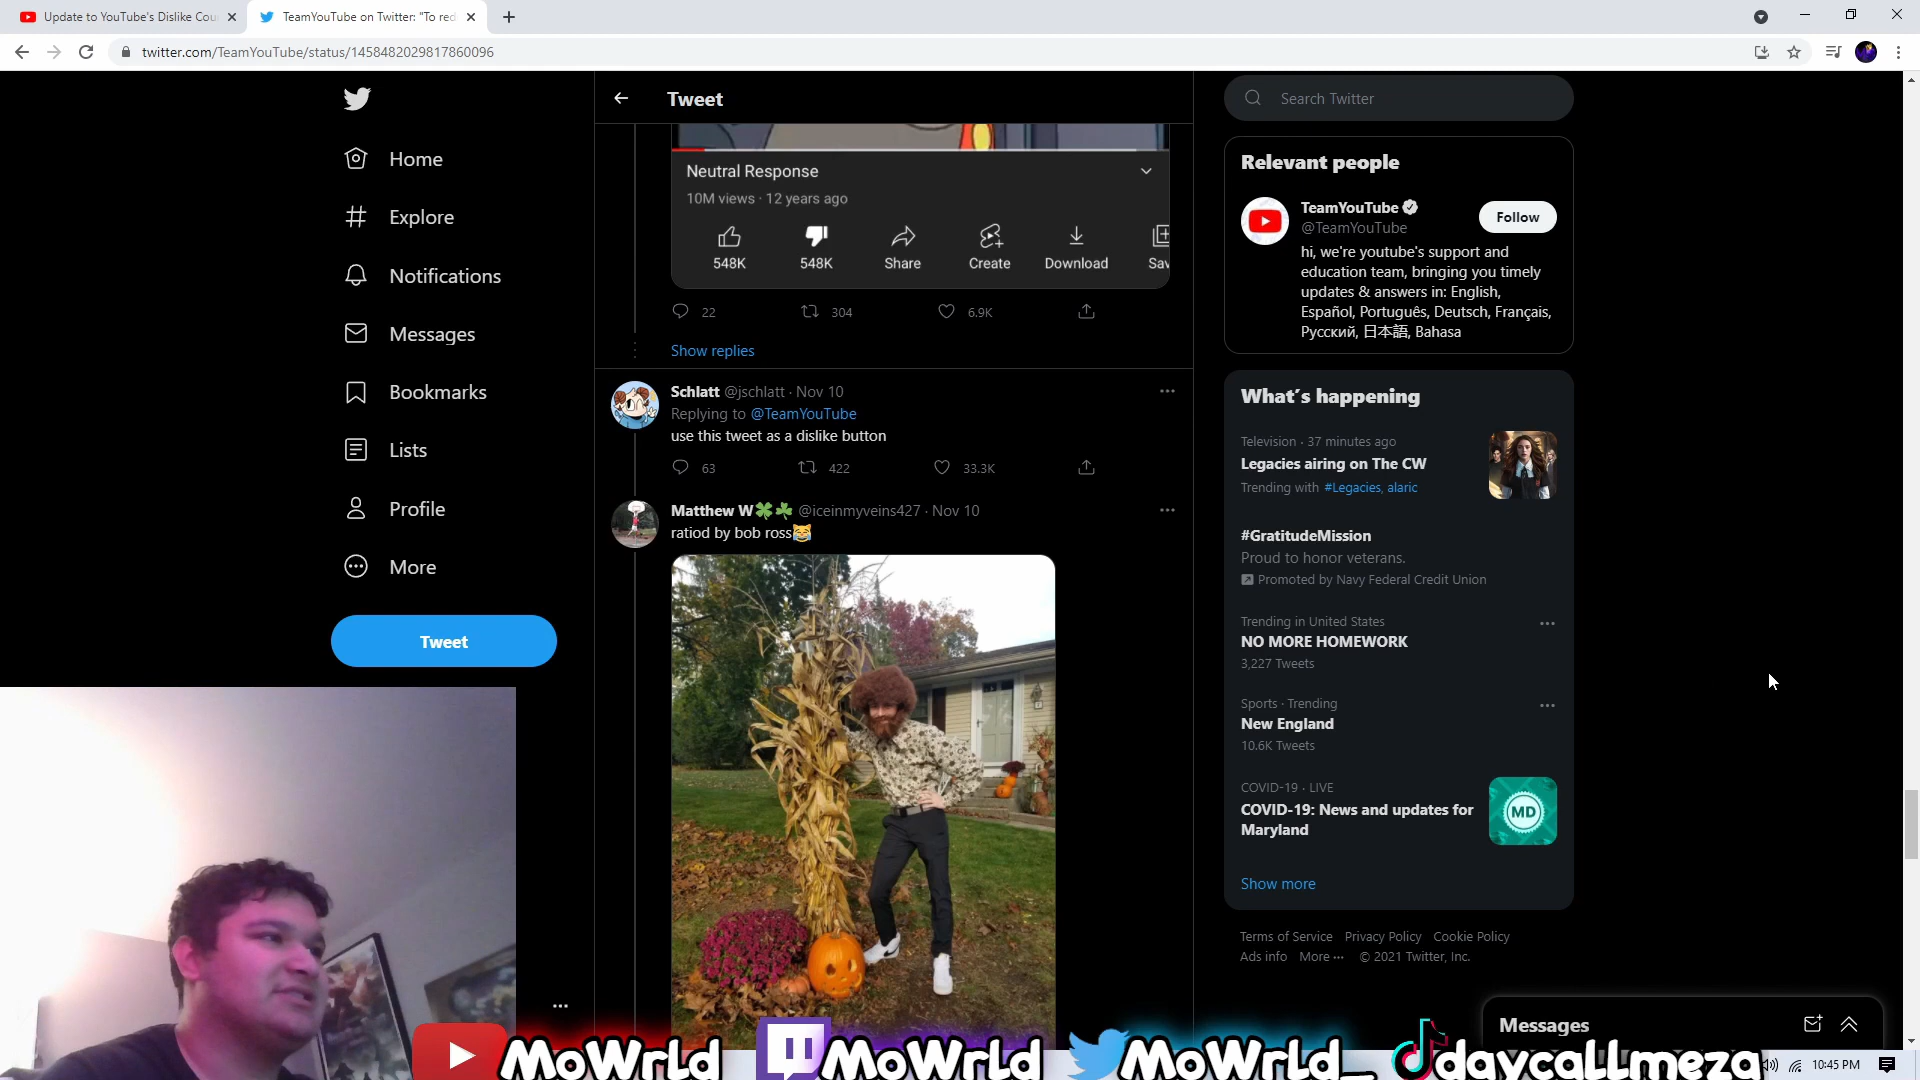 Update to YouTube's Dislike Cou
TeamYouTube on Twitter: "To red
twitter.com/TeamYouTube/status/1458482029817860096
Home
Explore
Notifications
Messages
Bookmarks
Lists
Profile
More
Tweet
Tweet
Neutral Response
10M views · 12 years ago
548K
548K
Share
Create
Download
Sav
22
304
6.9K
Show replies
Schlatt @jschlatt · Nov 10
Replying to @TeamYouTube
use this tweet as a dislike button
63
422
33.3K
Matthew W🍀☘ @iceinmyveins427 · Nov 10
ratiod by bob ross😹
Search Twitter
Relevant people
TeamYouTube
@TeamYouTube
Follow
hi, we're youtube's support and
education team, bringing you timely
updates & answers in: English,
Español, Português, Deutsch, Français,
Русский, 日本語, Bahasa
What's happening
Television · 37 minutes ago
Legacies airing on The CW
Trending with #Legacies, alaric
#GratitudeMission
Proud to honor veterans.
Promoted by Navy Federal Credit Union
Trending in United States
NO MORE HOMEWORK
3,227 Tweets
Sports · Trending
New England
10.6K Tweets
COVID-19 · LIVE
COVID-19: News and updates for
Maryland
MD
Show more
Terms of Service Privacy Policy Cookie Policy
Ads info More ··· © 2021 Twitter, Inc.
Messages
MoWrld
MoWrld
MoWrld_
daycallmeza
10:45 PM